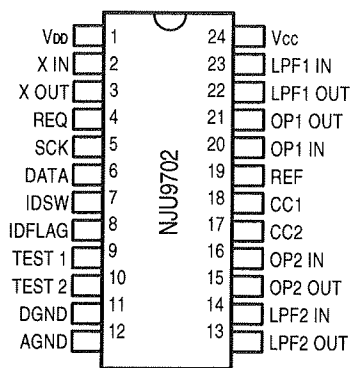 VDD 1 24 Vcc
X IN 2 23 LPF1 IN
X OUT 3 22 LPF1 OUT
REQ 4 21 OP1 OUT
SCK 5 20 OP1 IN
DATA 6 19 REF
IDSW 7 18 CC1
IDFLAG 8 17 CC2
TEST 1 9 16 OP2 IN
TEST 2 10 15 OP2 OUT
DGND 11 14 LPF2 IN
AGND 12 13 LPF2 OUT
NJU9702